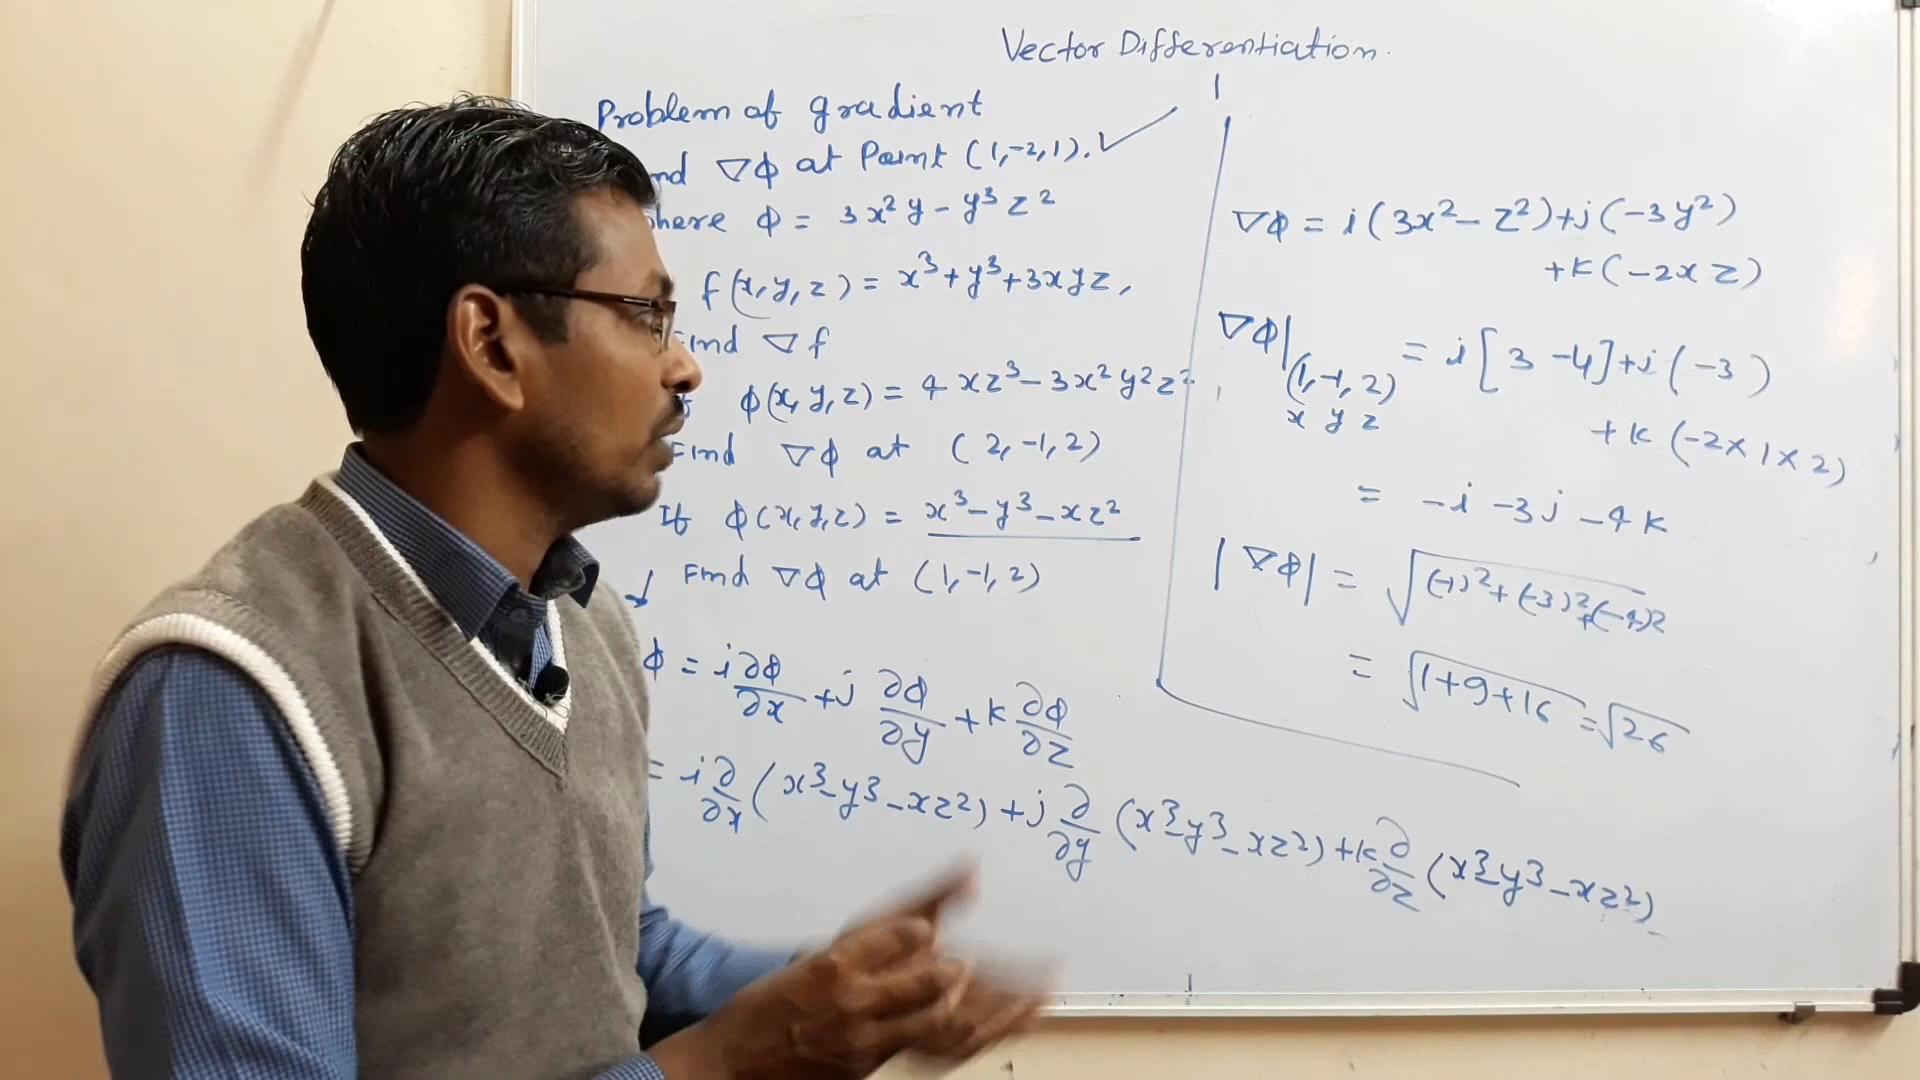 Vector Differentiation.
Problem of gradient
nd ∇φ at Point (1,-2,1).
here φ = 3x²y - y³z²
f(x,y,z) = x³+y³+3xyz,
Find ∇f
φ(x,y,z) = 4xz³-3x²y²z²
Find ∇φ at (2,-1,2)
If φ(x,y,z) = x³-y³-xz²
Find ∇φ at (1,-1,2)
φ = i ∂φ/∂x + j ∂φ/∂y + k ∂φ/∂z
= i ∂/∂x (x³-y³-xz²) + j ∂/∂y (x³-y³-xz²) + k ∂/∂z (x³-y³-xz²)
∇φ = i(3x²-z²)+j(-3y²)
+k(-2xz)
∇φ|(1,-1,2) = i[3-4]+j(-3)
x y z
+k(-2×1×2)
= -i -3j -4k
|∇φ| = √(-1)²+(-3)²+(-4)²
= √1+9+16 = √26